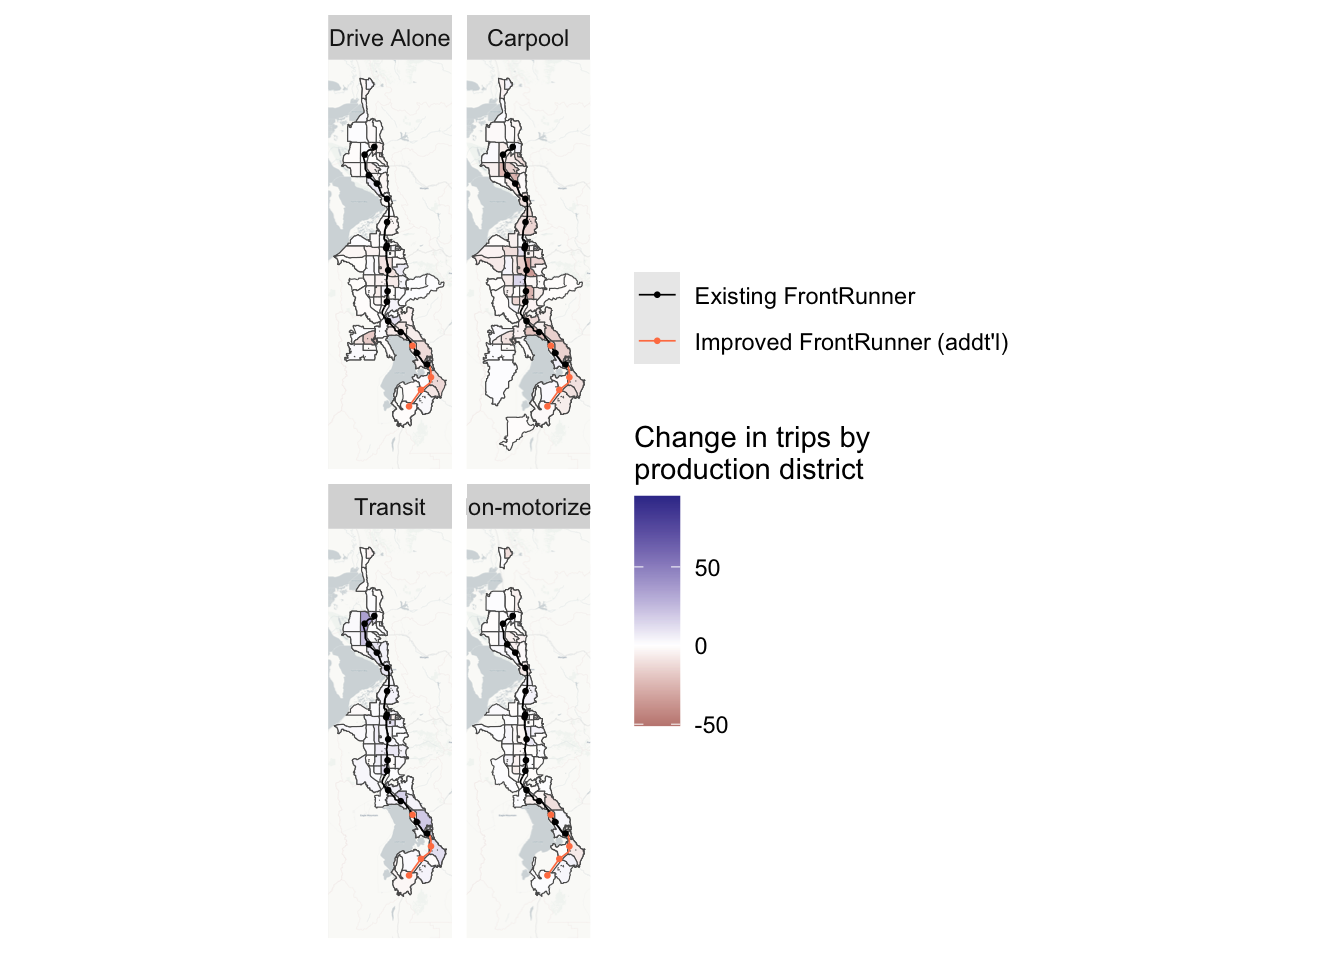 Drive Alone
Carpool
Transit
on-motorize
Existing FrontRunner
Improved FrontRunner (addt'l)
Change in trips by
production district
50
0
-50